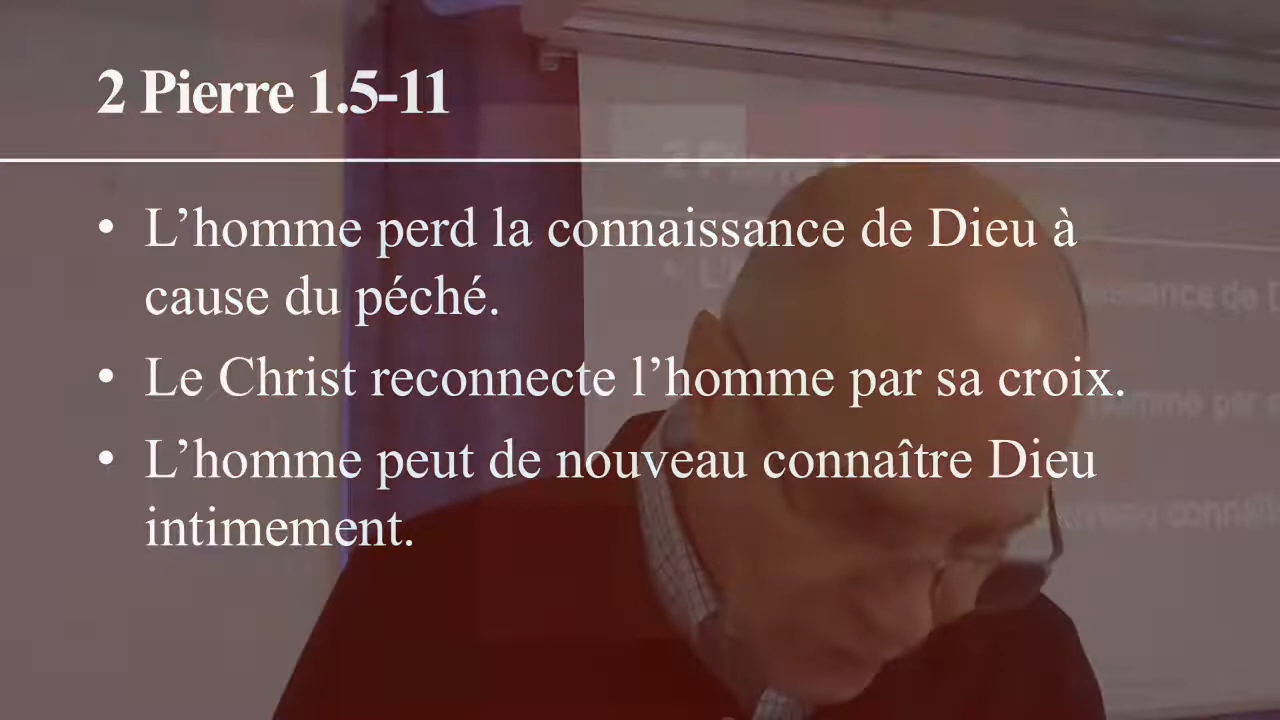 2 Pierre 1.5-11
• L’homme perd la connaissance de Dieu à
cause du péché.
• Le Christ reconnecte l’homme par sa croix.
• L’homme peut de nouveau connaître Dieu
intimement.